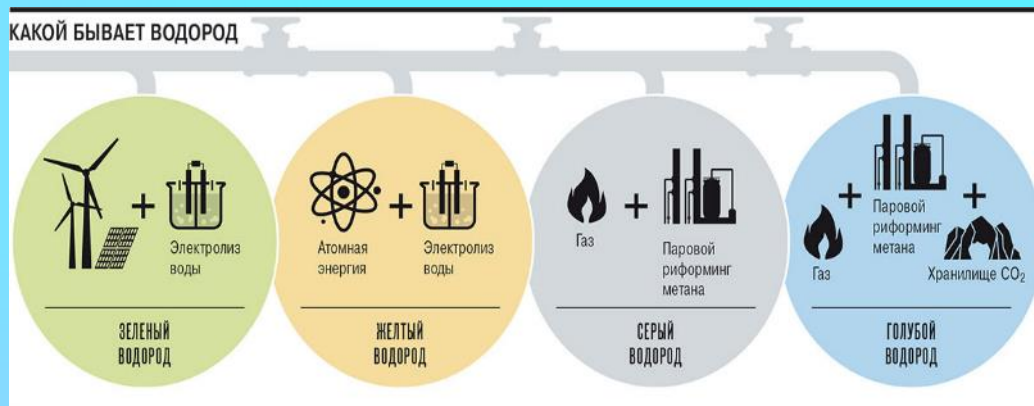 КАКОЙ БЫВАЕТ ВОДОРОД
Электролиз
воды
ЗЕЛЕНЫЙ
ВОДОРОД
Атомная
энергия
Электролиз
воды
ЖЕЛТЫЙ
ВОДОРОД
Газ
Паровой
риформинг
метана
СЕРЫЙ
ВОДОРОД
Газ
Паровой
риформинг
метана
Хранилище CO₂
ГОЛУБОЙ
ВОДОРОД